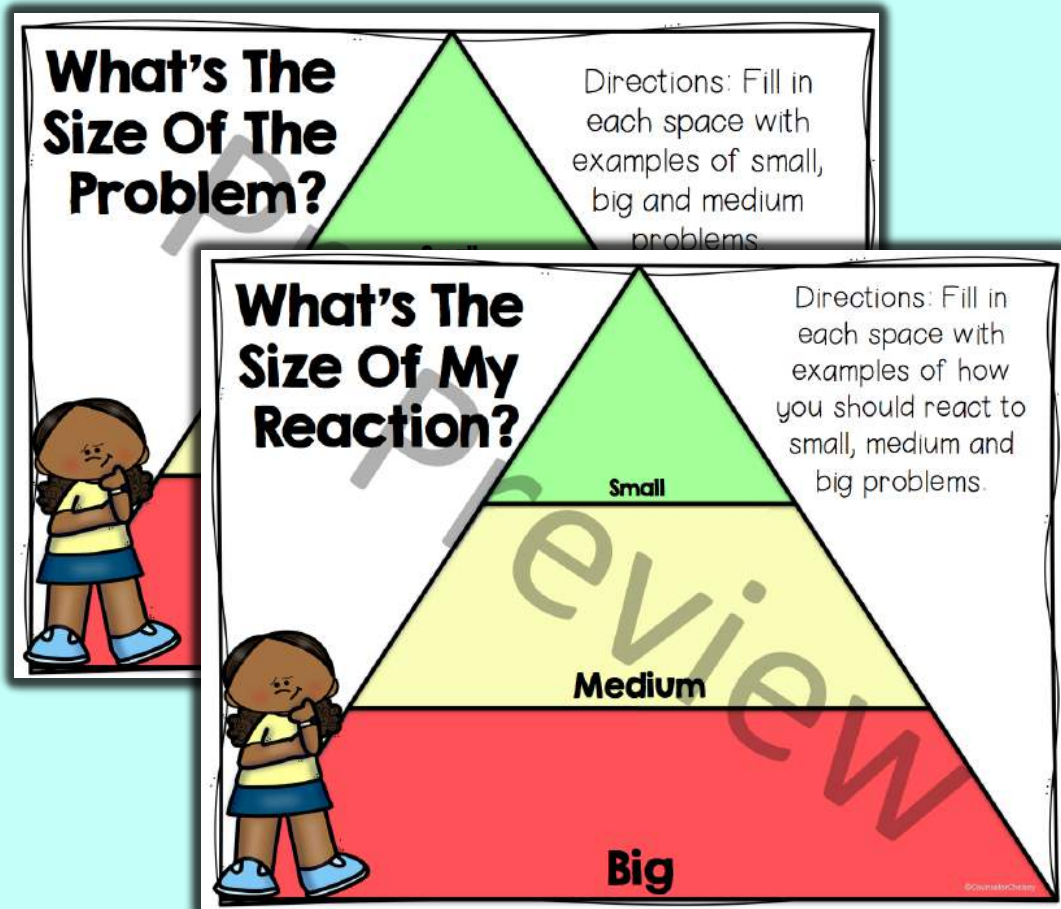 What's The
Size Of The
Problem?
Directions: Fill in
each space with
examples of small,
big and medium
problems.
What's The
Size Of My
Reaction?
Directions: Fill in
each space with
examples of how
you should react to
small, medium and
big problems.
Small
Medium
Big
Preview
©CounselorChelsey